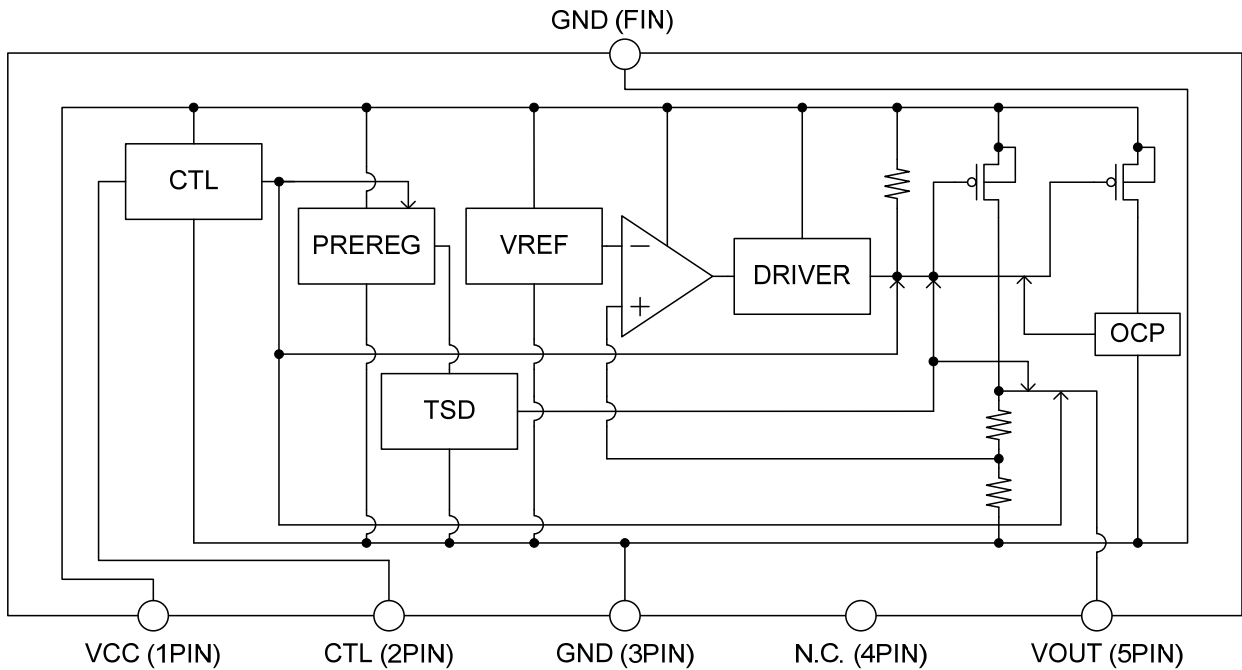 GND (FIN)
CTL
PREREG
VREF
−
+
DRIVER
OCP
TSD
VCC (1PIN)
CTL (2PIN)
GND (3PIN)
N.C. (4PIN)
VOUT (5PIN)